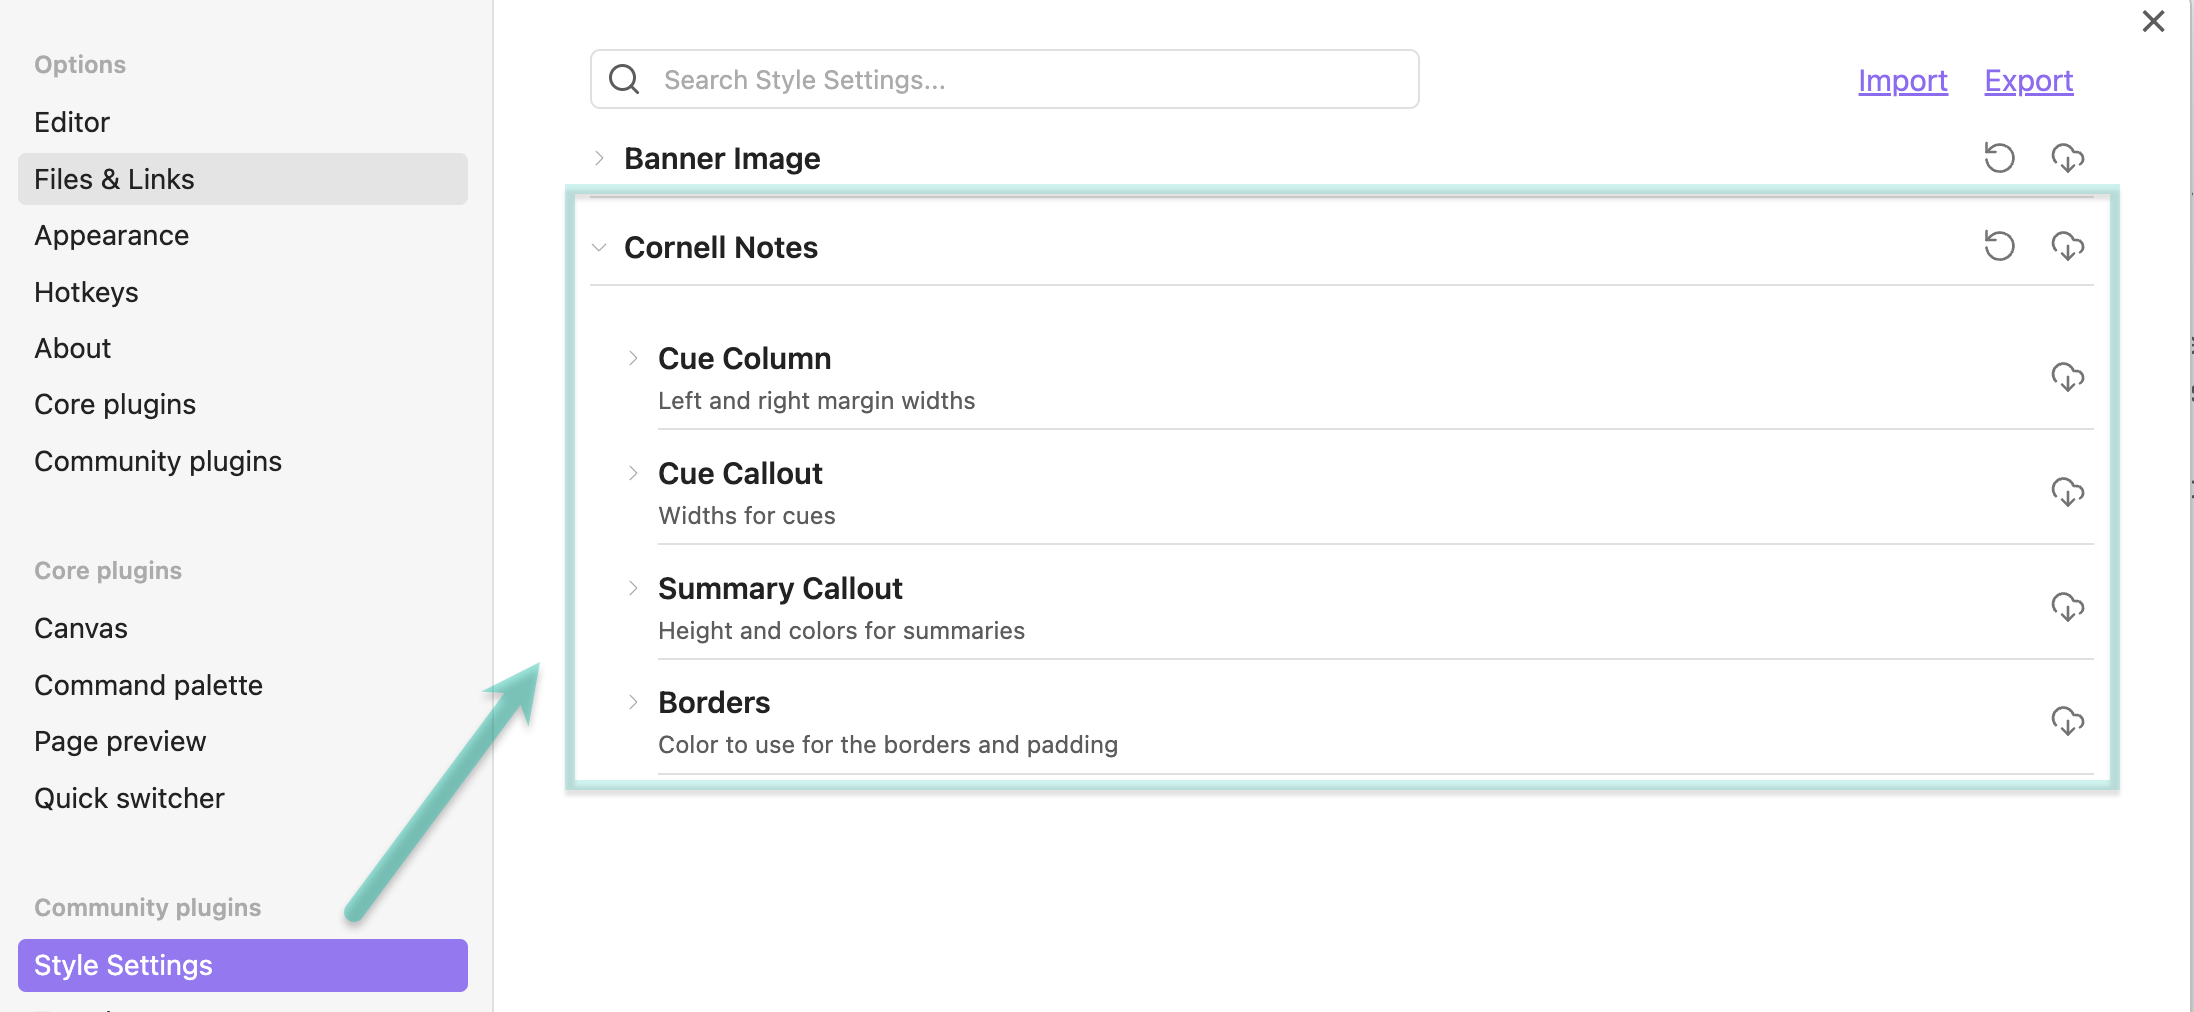 Options
Editor
Files & Links
Appearance
Hotkeys
About
Core plugins
Community plugins
Core plugins
Canvas
Command palette
Page preview
Quick switcher
Community plugins
Style Settings
Search Style Settings...
Import Export
Banner Image
Cornell Notes
Cue Column
Left and right margin widths
Cue Callout
Widths for cues
Summary Callout
Height and colors for summaries
Borders
Color to use for the borders and padding